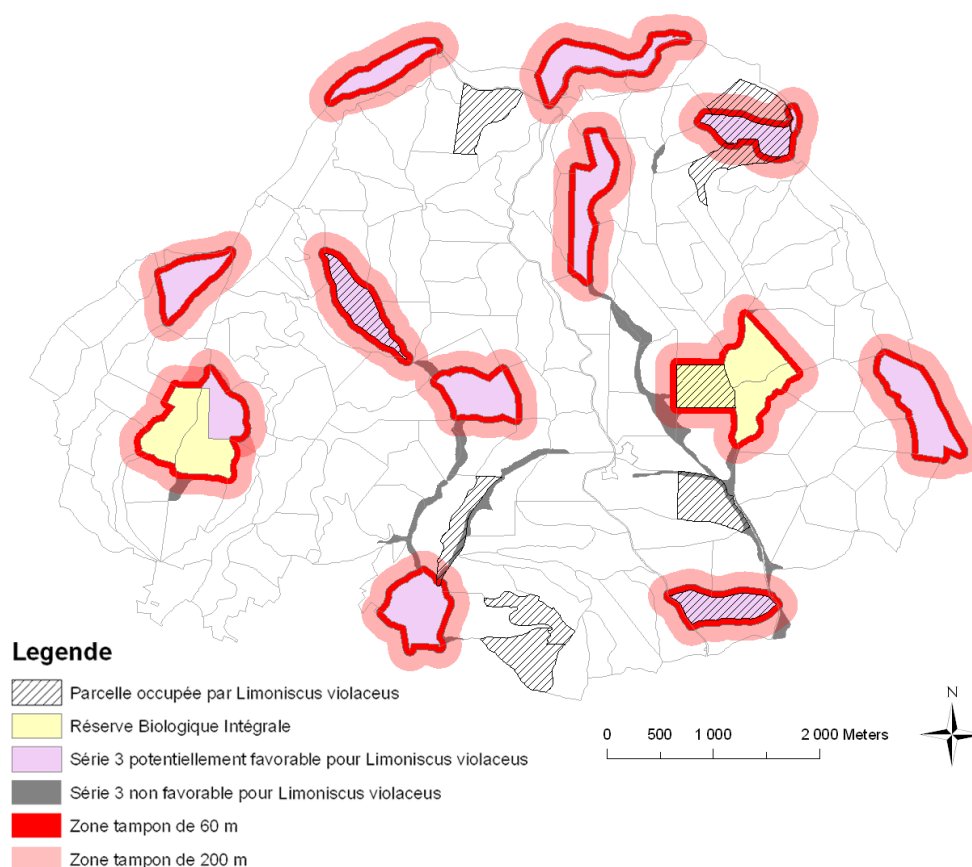 Legende
Parcelle occupée par Limoniscus violaceus
Réserve Biologique Intégrale
Série 3 potentiellement favorable pour Limoniscus violaceus
Série 3 non favorable pour Limoniscus violaceus
Zone tampon de 60 m
Zone tampon de 200 m
0 500 1 000 2 000 Meters
N